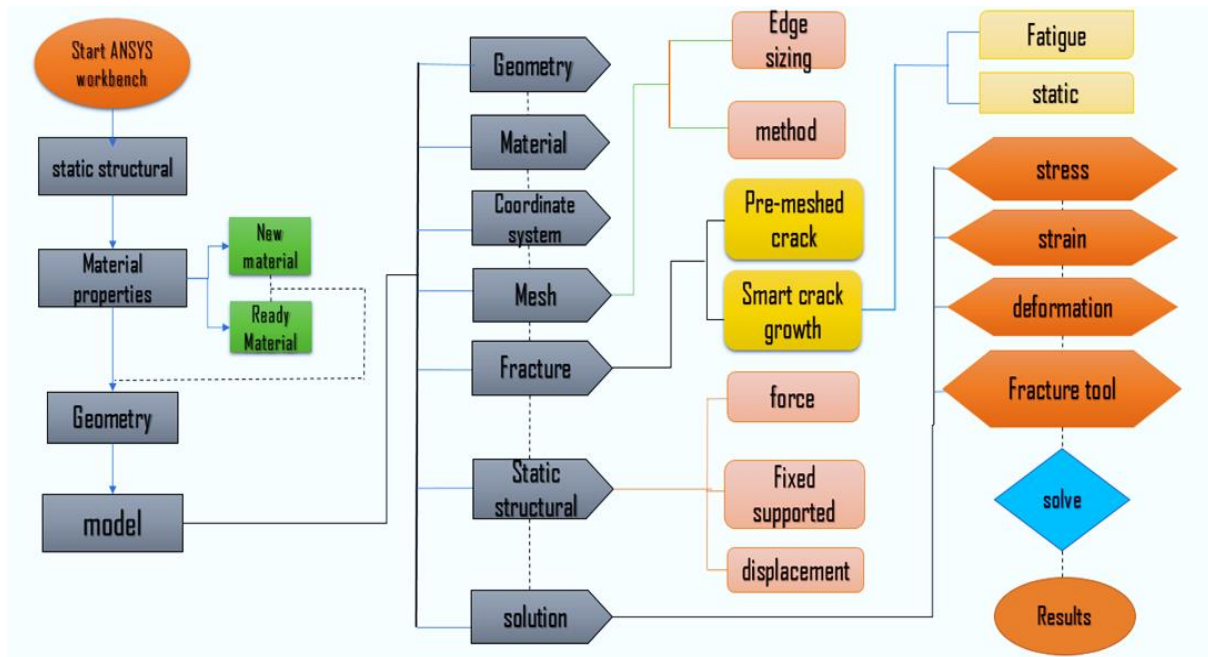 Start ANSYS
workbench
static structural
Material
properties
New
material
Ready
Material
Geometry
model
Geometry
Material
Coordinate
system
Mesh
Fracture
Static
structural
solution
Edge
sizing
method
Pre-meshed
crack
Smart crack
growth
force
Fixed
supported
displacement
Fatigue
static
stress
strain
deformation
Fracture tool
solve
Results